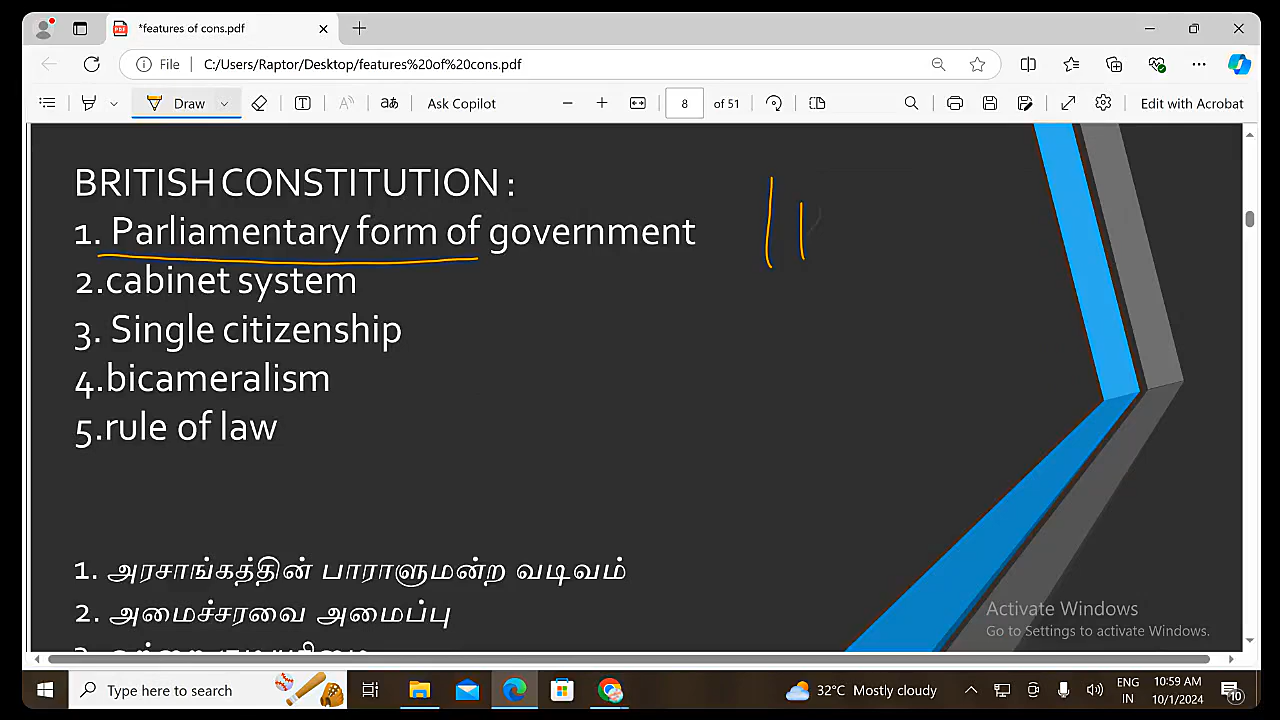 *features of cons.pdf
File C:/Users/Raptor/Desktop/features%20of%20cons.pdf
Draw Ask Copilot 8 of 51 Edit with Acrobat
BRITISH CONSTITUTION :
1. Parliamentary form of government
2.cabinet system
3. Single citizenship
4.bicameralism
5.rule of law
1. அரசாங்கத்தின் பாராளுமன்ற வடிவம்
2. அமைச்சரவை அமைப்பு
Activate Windows
Go to Settings to activate Windows.
Type here to search 32°C Mostly cloudy ENG 10:59 AM
IN 10/1/2024 10